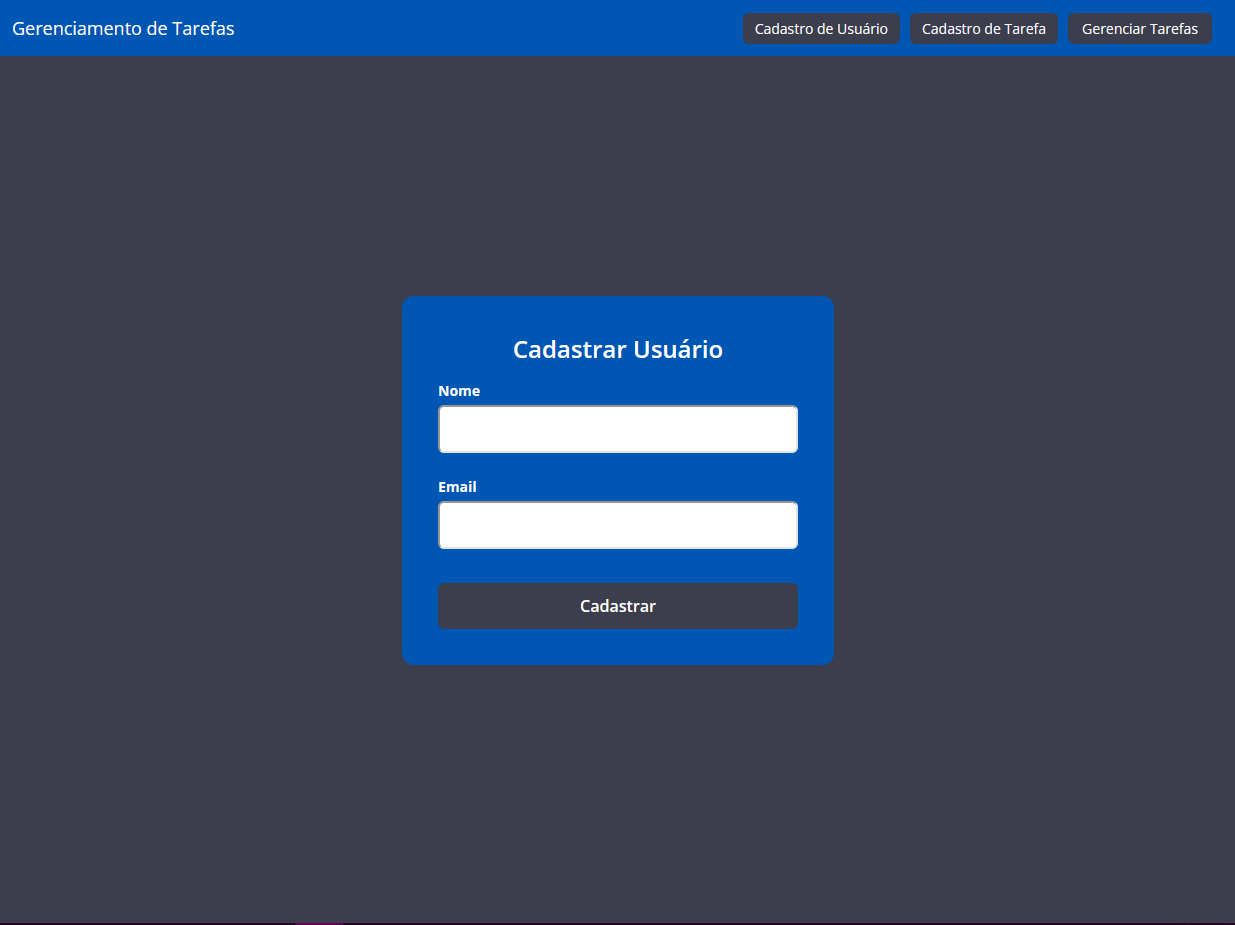 Gerenciamento de Tarefas
Cadastro de Usuário
Cadastro de Tarefa
Gerenciar Tarefas
Cadastrar Usuário
Nome
Email
Cadastrar